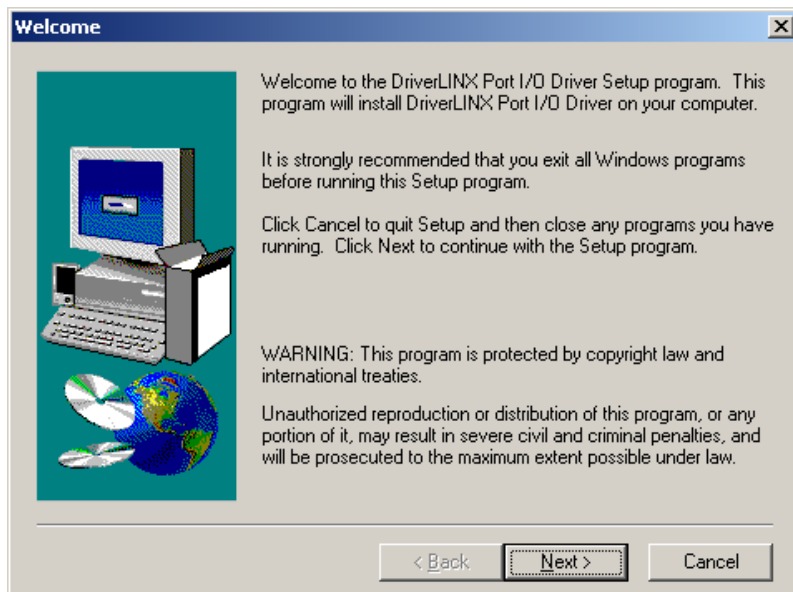 Welcome
Welcome to the DriverLINX Port I/O Driver Setup program. This
program will install DriverLINX Port I/O Driver on your computer.
It is strongly recommended that you exit all Windows programs
before running this Setup program.
Click Cancel to quit Setup and then close any programs you have
running. Click Next to continue with the Setup program.
WARNING: This program is protected by copyright law and
international treaties.
Unauthorized reproduction or distribution of this program, or any
portion of it, may result in severe civil and criminal penalties, and
will be prosecuted to the maximum extent possible under law.
< Back
Next >
Cancel